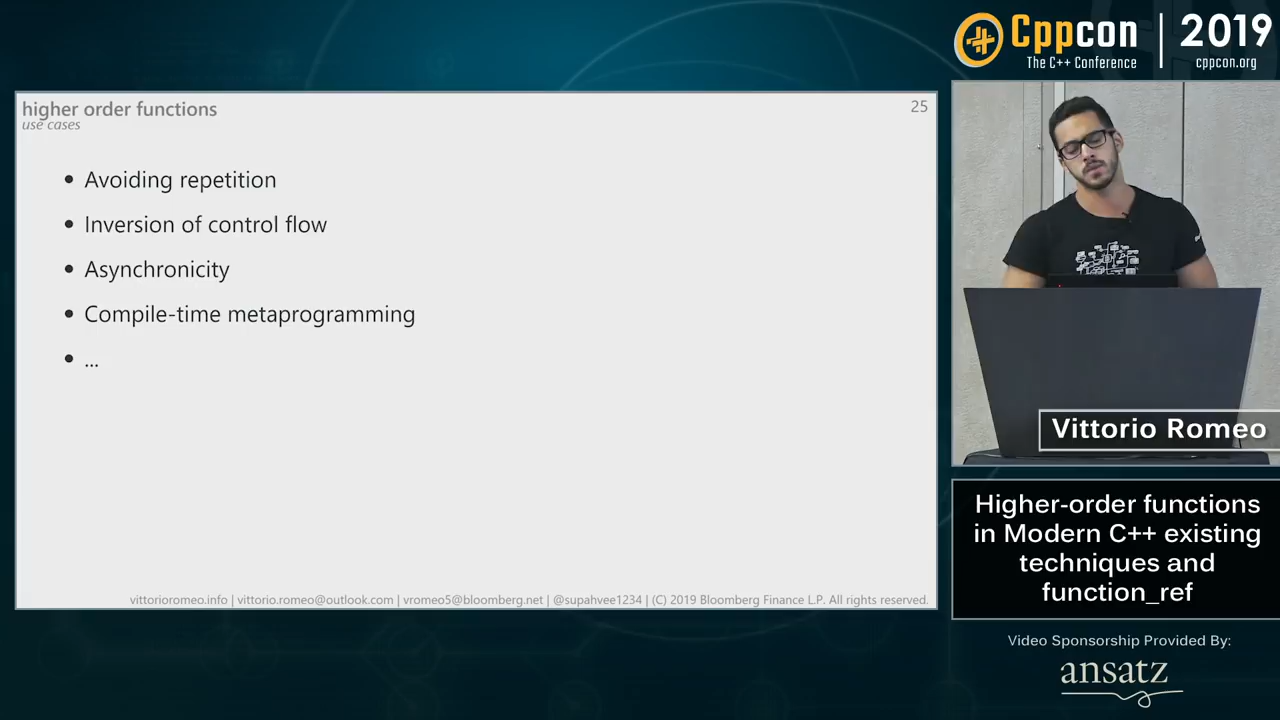 Cppcon | 2019
The C++ Conference
cppcon.org
higher order functions
25
use cases
• Avoiding repetition
• Inversion of control flow
• Asynchronicity
• Compile-time metaprogramming
• ...
vittorioromeo.info | vittorio.romeo@outlook.com | vromeo5@bloomberg.net | @supahvee1234 | (C) 2019 Bloomberg Finance L.P. All rights reserved.
Vittorio Romeo
Higher-order functions
in Modern C++ existing
techniques and
function_ref
Video Sponsorship Provided By:
ansatz